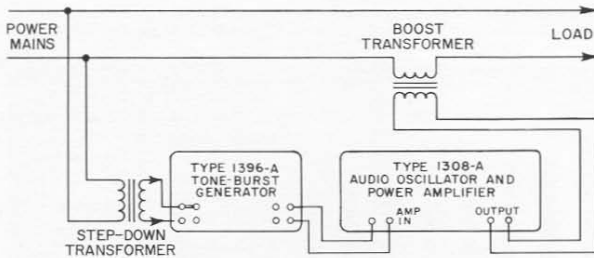 POWER
MAINS
BOOST
TRANSFORMER
LOAD
TYPE 1396-A
TONE-BURST
GENERATOR
TYPE 1308-A
AUDIO OSCILLATOR AND
POWER AMPLIFIER
AMP
IN
OUTPUT
STEP-DOWN
TRANSFORMER